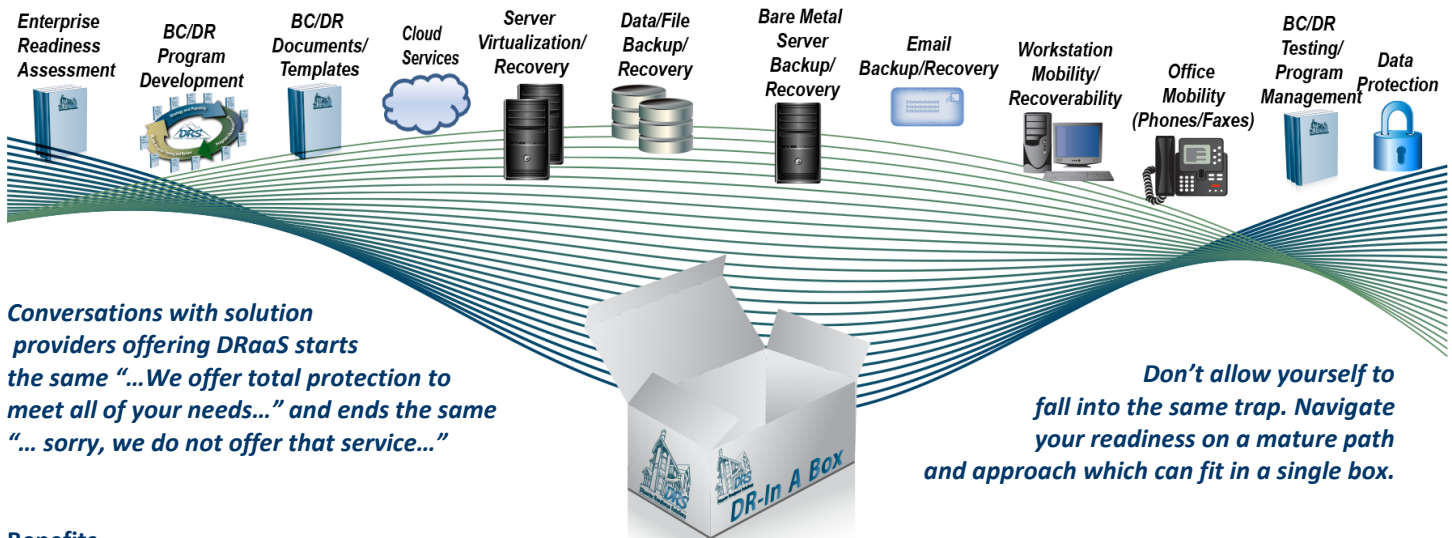 Enterprise
Readiness
Assessment
BC/DR
Program
Development
BC/DR
Documents/
Templates
Cloud
Services
Server
Virtualization/
Recovery
Data/File
Backup/
Recovery
Bare Metal
Server
Backup/
Recovery
Email
Backup/Recovery
Workstation
Mobility/
Recoverability
Office
Mobility
(Phones/Faxes)
BC/DR
Testing/
Program
Management
Data
Protection
DRS
Conversations with solution
providers offering DRaaS starts
the same “…We offer total protection to
meet all of your needs…” and ends the same
“… sorry, we do not offer that service…”
Don’t allow yourself to
fall into the same trap. Navigate
your readiness on a mature path
and approach which can fit in a single box.
DRS
DRS
DR-In A Box
Benefits